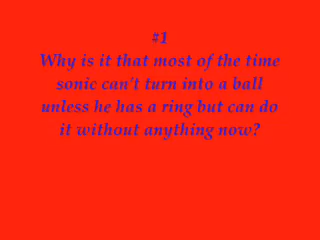 #1
Why is it that most of the time
sonic can't turn into a ball
unless he has a ring but can do
it without anything now?